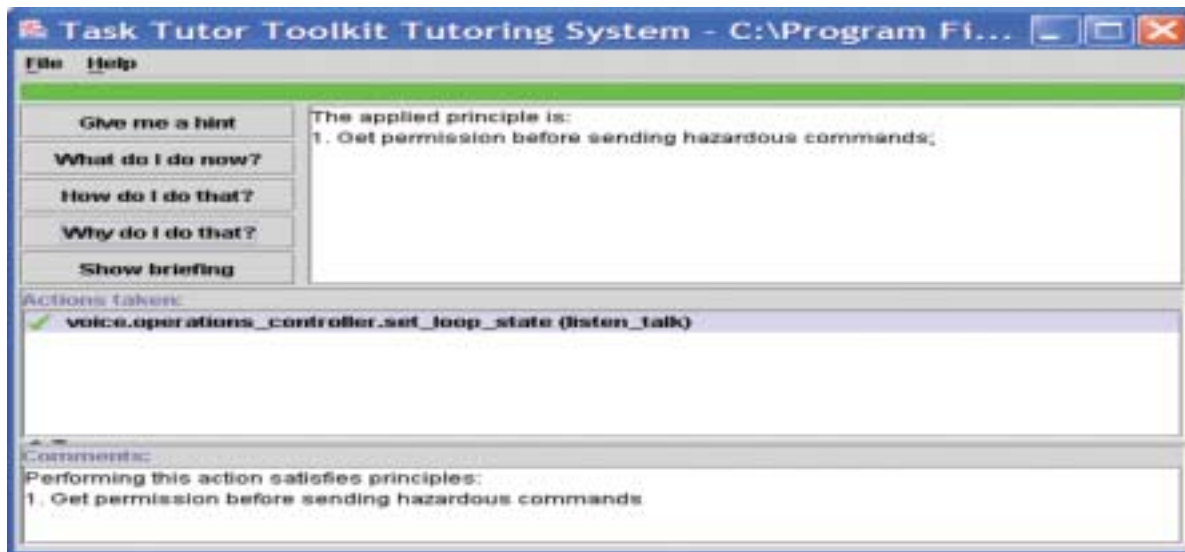 Task Tutor Toolkit Tutoring System - C:\Program Fi...
File Help
Give me a hint
What do I do now?
How do I do that?
Why do I do that?
Show briefing
The applied principle is:
1. Get permission before sending hazardous commands;
Actions taken:
voice.operations_controller.set_loop_state (listen_talk)
Comments:
Performing this action satisfies principles:
1. Get permission before sending hazardous commands